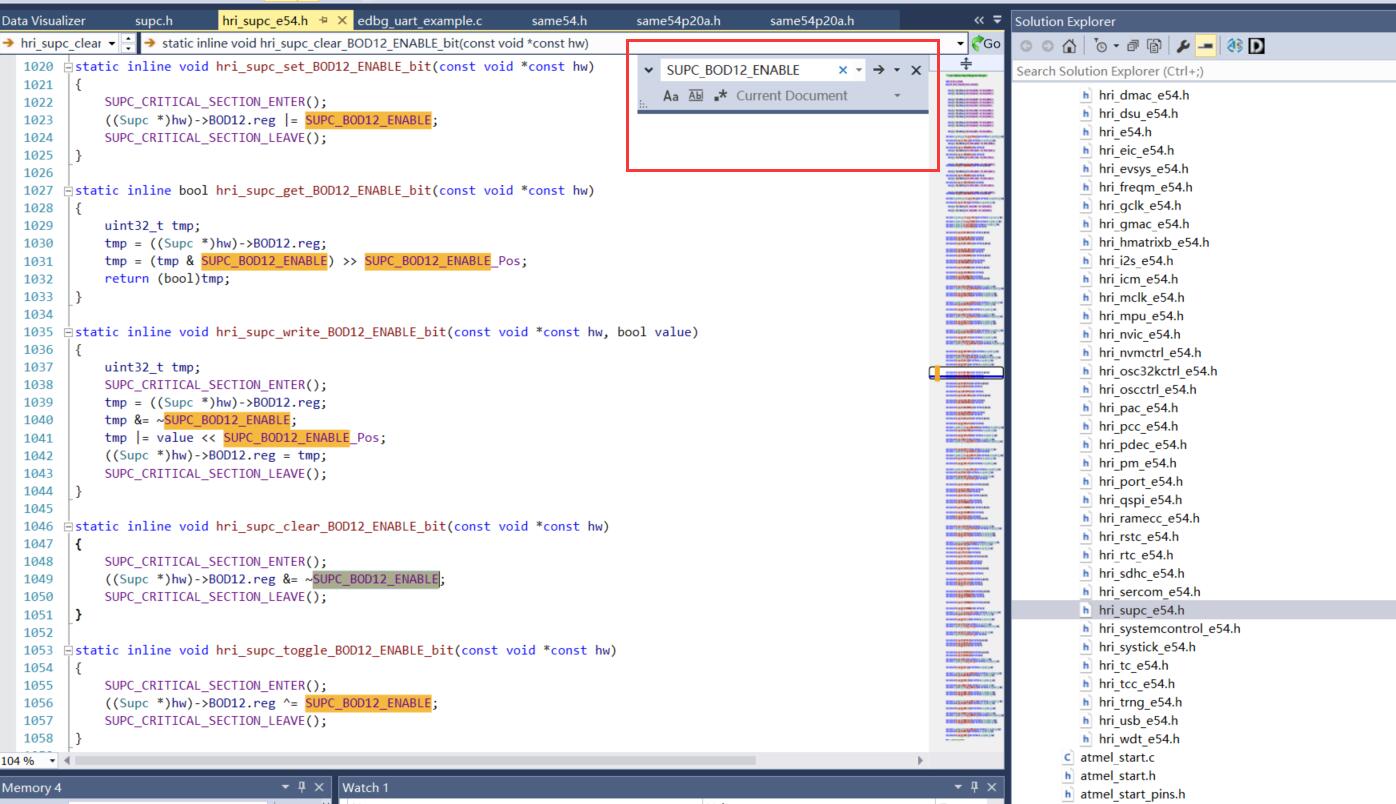 Data Visualizer supc.h hri_supc_e54.h edbg_uart_example.c same54.h same54p20a.h same54p20a.h
hri_supc_clear static inline void hri_supc_clear_BOD12_ENABLE_bit(const void *const hw) Go
SUPC_BOD12_ENABLE
Aa Ab .* Current Document
1020 static inline void hri_supc_set_BOD12_ENABLE_bit(const void *const hw)
1021 {
1022 SUPC_CRITICAL_SECTION_ENTER();
1023 ((Supc *)hw)->BOD12.reg |= SUPC_BOD12_ENABLE;
1024 SUPC_CRITICAL_SECTION_LEAVE();
1025 }
1026
1027 static inline bool hri_supc_get_BOD12_ENABLE_bit(const void *const hw)
1028 {
1029 uint32_t tmp;
1030 tmp = ((Supc *)hw)->BOD12.reg;
1031 tmp = (tmp & SUPC_BOD12_ENABLE) >> SUPC_BOD12_ENABLE_Pos;
1032 return (bool)tmp;
1033 }
1034
1035 static inline void hri_supc_write_BOD12_ENABLE_bit(const void *const hw, bool value)
1036 {
1037 uint32_t tmp;
1038 SUPC_CRITICAL_SECTION_ENTER();
1039 tmp = ((Supc *)hw)->BOD12.reg;
1040 tmp &= ~SUPC_BOD12_ENABLE;
1041 tmp |= value << SUPC_BOD12_ENABLE_Pos;
1042 ((Supc *)hw)->BOD12.reg = tmp;
1043 SUPC_CRITICAL_SECTION_LEAVE();
1044 }
1045
1046 static inline void hri_supc_clear_BOD12_ENABLE_bit(const void *const hw)
1047 {
1048 SUPC_CRITICAL_SECTION_ENTER();
1049 ((Supc *)hw)->BOD12.reg &= ~SUPC_BOD12_ENABLE;
1050 SUPC_CRITICAL_SECTION_LEAVE();
1051 }
1052
1053 static inline void hri_supc_toggle_BOD12_ENABLE_bit(const void *const hw)
1054 {
1055 SUPC_CRITICAL_SECTION_ENTER();
1056 ((Supc *)hw)->BOD12.reg ^= SUPC_BOD12_ENABLE;
1057 SUPC_CRITICAL_SECTION_LEAVE();
1058 }
104 %
Memory 4 Watch 1
Solution Explorer
Search Solution Explorer (Ctrl+;)
hri_dmac_e54.h
hri_dsu_e54.h
hri_e54.h
hri_eic_e54.h
hri_evsys_e54.h
hri_freqm_e54.h
hri_gclk_e54.h
hri_gmac_e54.h
hri_hmatrixb_e54.h
hri_i2s_e54.h
hri_icm_e54.h
hri_mclk_e54.h
hri_mpu_e54.h
hri_nvic_e54.h
hri_nvmctrl_e54.h
hri_osc32kctrl_e54.h
hri_oscctrl_e54.h
hri_pac_e54.h
hri_pcc_e54.h
hri_pdec_e54.h
hri_pm_e54.h
hri_port_e54.h
hri_qspi_e54.h
hri_ramecc_e54.h
hri_rstc_e54.h
hri_rtc_e54.h
hri_sdhc_e54.h
hri_sercom_e54.h
hri_supc_e54.h
hri_systemcontrol_e54.h
hri_systick_e54.h
hri_tc_e54.h
hri_tcc_e54.h
hri_trng_e54.h
hri_usb_e54.h
hri_wdt_e54.h
atmel_start.c
atmel_start.h
atmel_start_pins.h